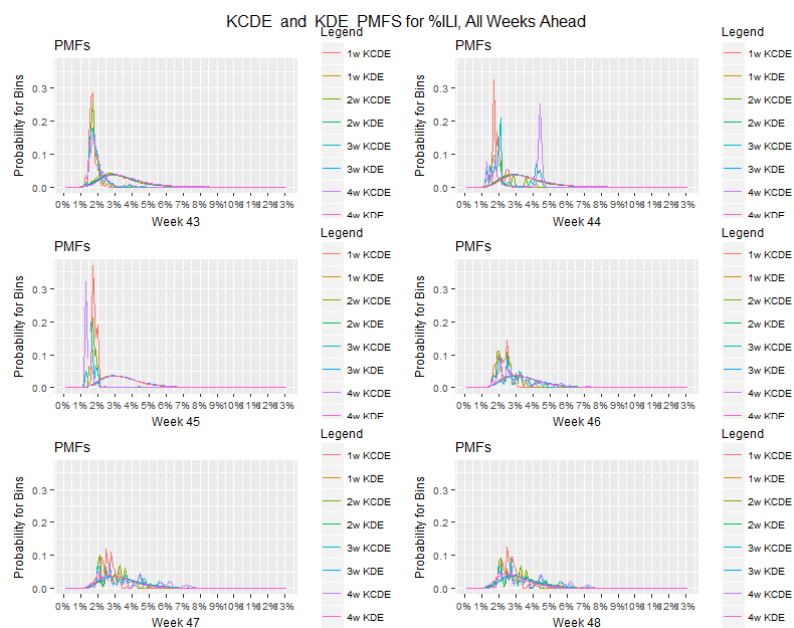 KCDE and KDE PMFS for %ILI, All Weeks Ahead
PMFs
Probability for Bins
0.3
0.2
0.1
0.0
0% 1% 2% 3% 4% 5% 6% 7% 8% 9%10%11%12%13%
Week 43
Legend
1w KCDE
1w KDE
2w KCDE
2w KDE
3w KCDE
3w KDE
4w KCDE
4w KDE
PMFs
Probability for Bins
0.3
0.2
0.1
0.0
0% 1% 2% 3% 4% 5% 6% 7% 8% 9%10%11%12%13%
Week 44
Legend
1w KCDE
1w KDE
2w KCDE
2w KDE
3w KCDE
3w KDE
4w KCDE
4w KDE
PMFs
Probability for Bins
0.3
0.2
0.1
0.0
0% 1% 2% 3% 4% 5% 6% 7% 8% 9%10%11%12%13%
Week 45
Legend
1w KCDE
1w KDE
2w KCDE
2w KDE
3w KCDE
3w KDE
4w KCDE
4w KDE
PMFs
Probability for Bins
0.3
0.2
0.1
0.0
0% 1% 2% 3% 4% 5% 6% 7% 8% 9%10%11%12%13%
Week 46
Legend
1w KCDE
1w KDE
2w KCDE
2w KDE
3w KCDE
3w KDE
4w KCDE
4w KDE
PMFs
Probability for Bins
0.3
0.2
0.1
0.0
0% 1% 2% 3% 4% 5% 6% 7% 8% 9%10%11%12%13%
Week 47
Legend
1w KCDE
1w KDE
2w KCDE
2w KDE
3w KCDE
3w KDE
4w KCDE
4w KDE
PMFs
Probability for Bins
0.3
0.2
0.1
0.0
0% 1% 2% 3% 4% 5% 6% 7% 8% 9%10%11%12%13%
Week 48
Legend
1w KCDE
1w KDE
2w KCDE
2w KDE
3w KCDE
3w KDE
4w KCDE
4w KDE